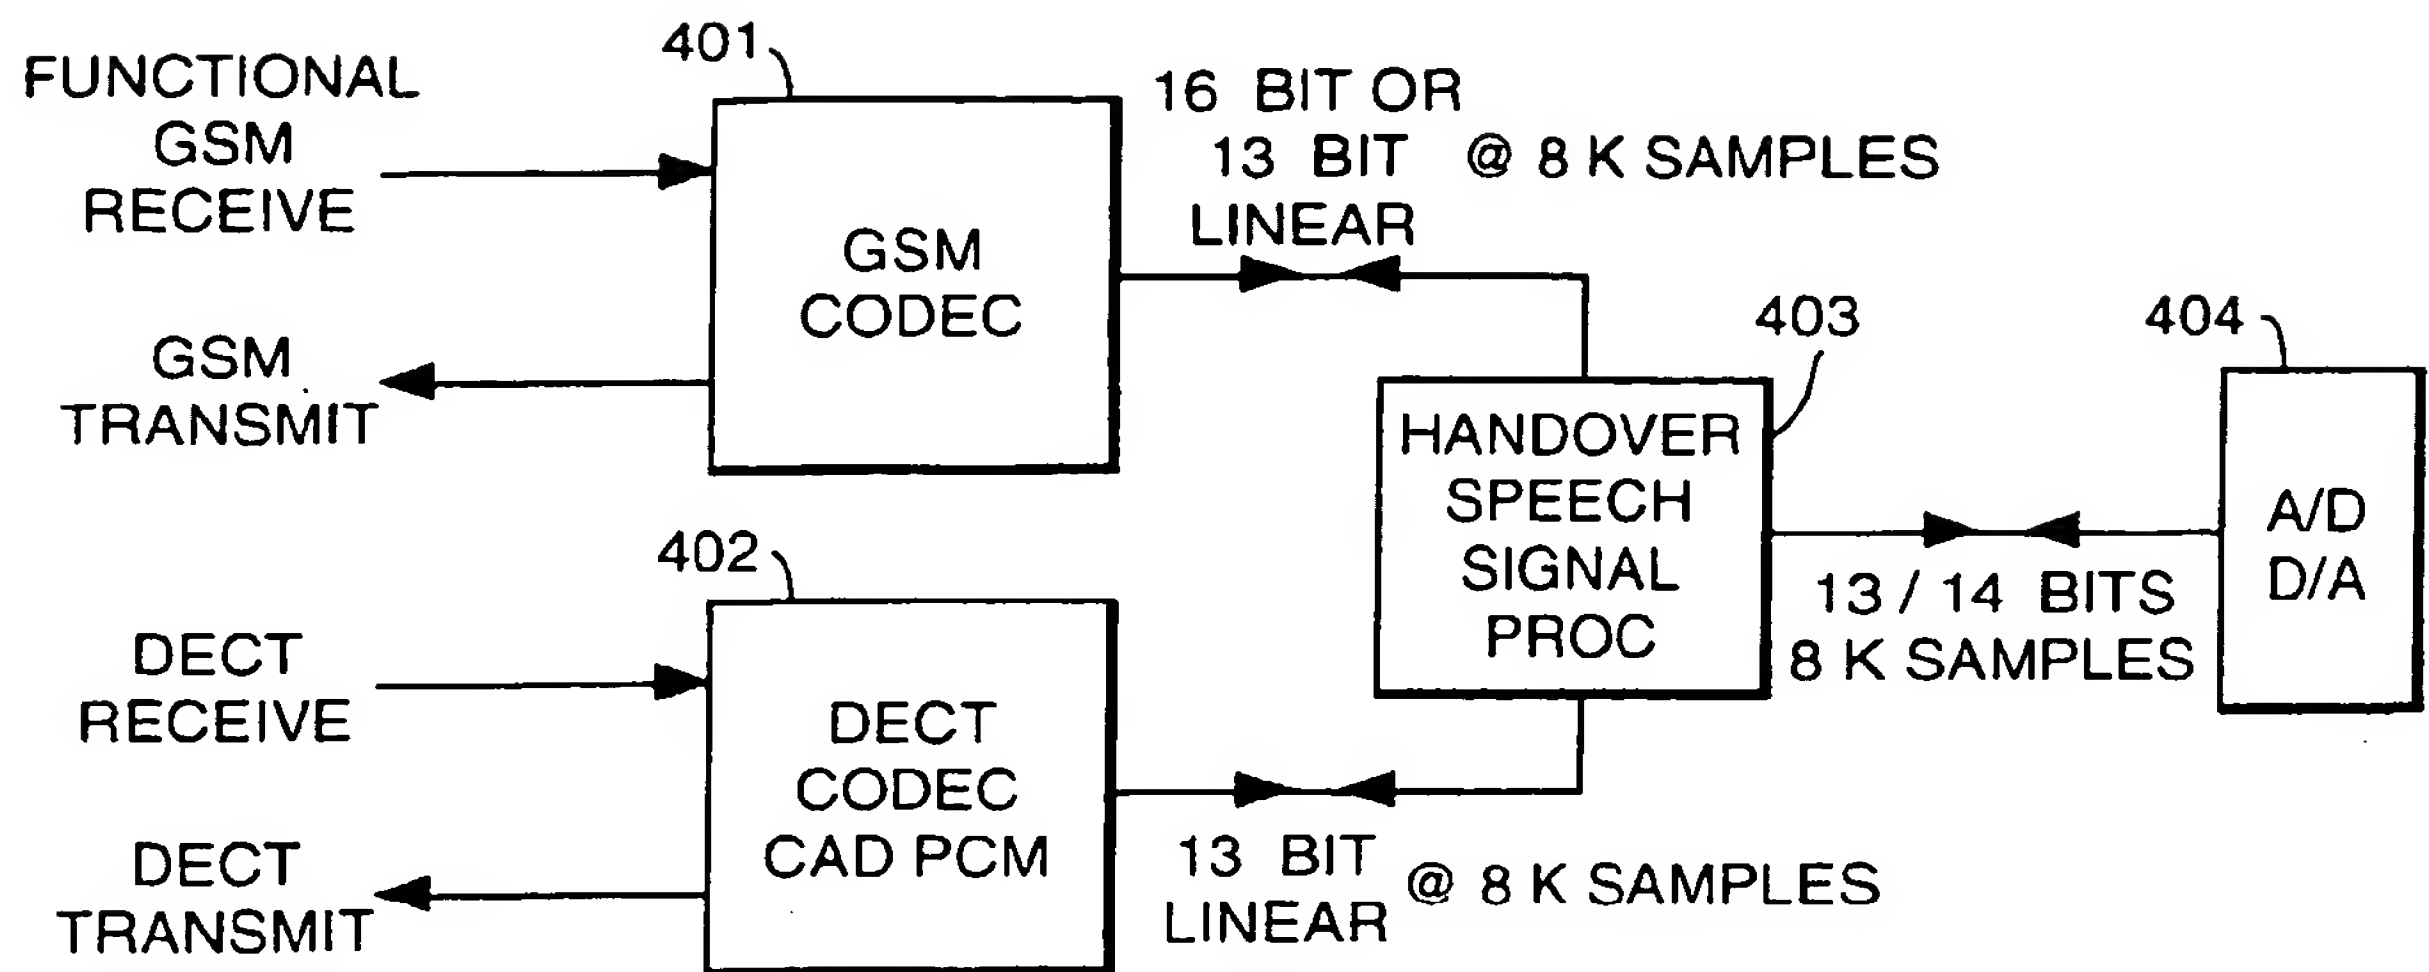 401
FUNCTIONAL
GSM
RECEIVE
GSM
TRANSMIT
GSM
CODEC
16 BIT OR
13 BIT @ 8 K SAMPLES
LINEAR
403
404
HANDOVER
SPEECH
SIGNAL
PROC
A/D
D/A
13 / 14 BITS
8 K SAMPLES
402
DECT
RECEIVE
DECT
TRANSMIT
DECT
CODEC
CAD PCM
13 BIT
LINEAR @ 8 K SAMPLES